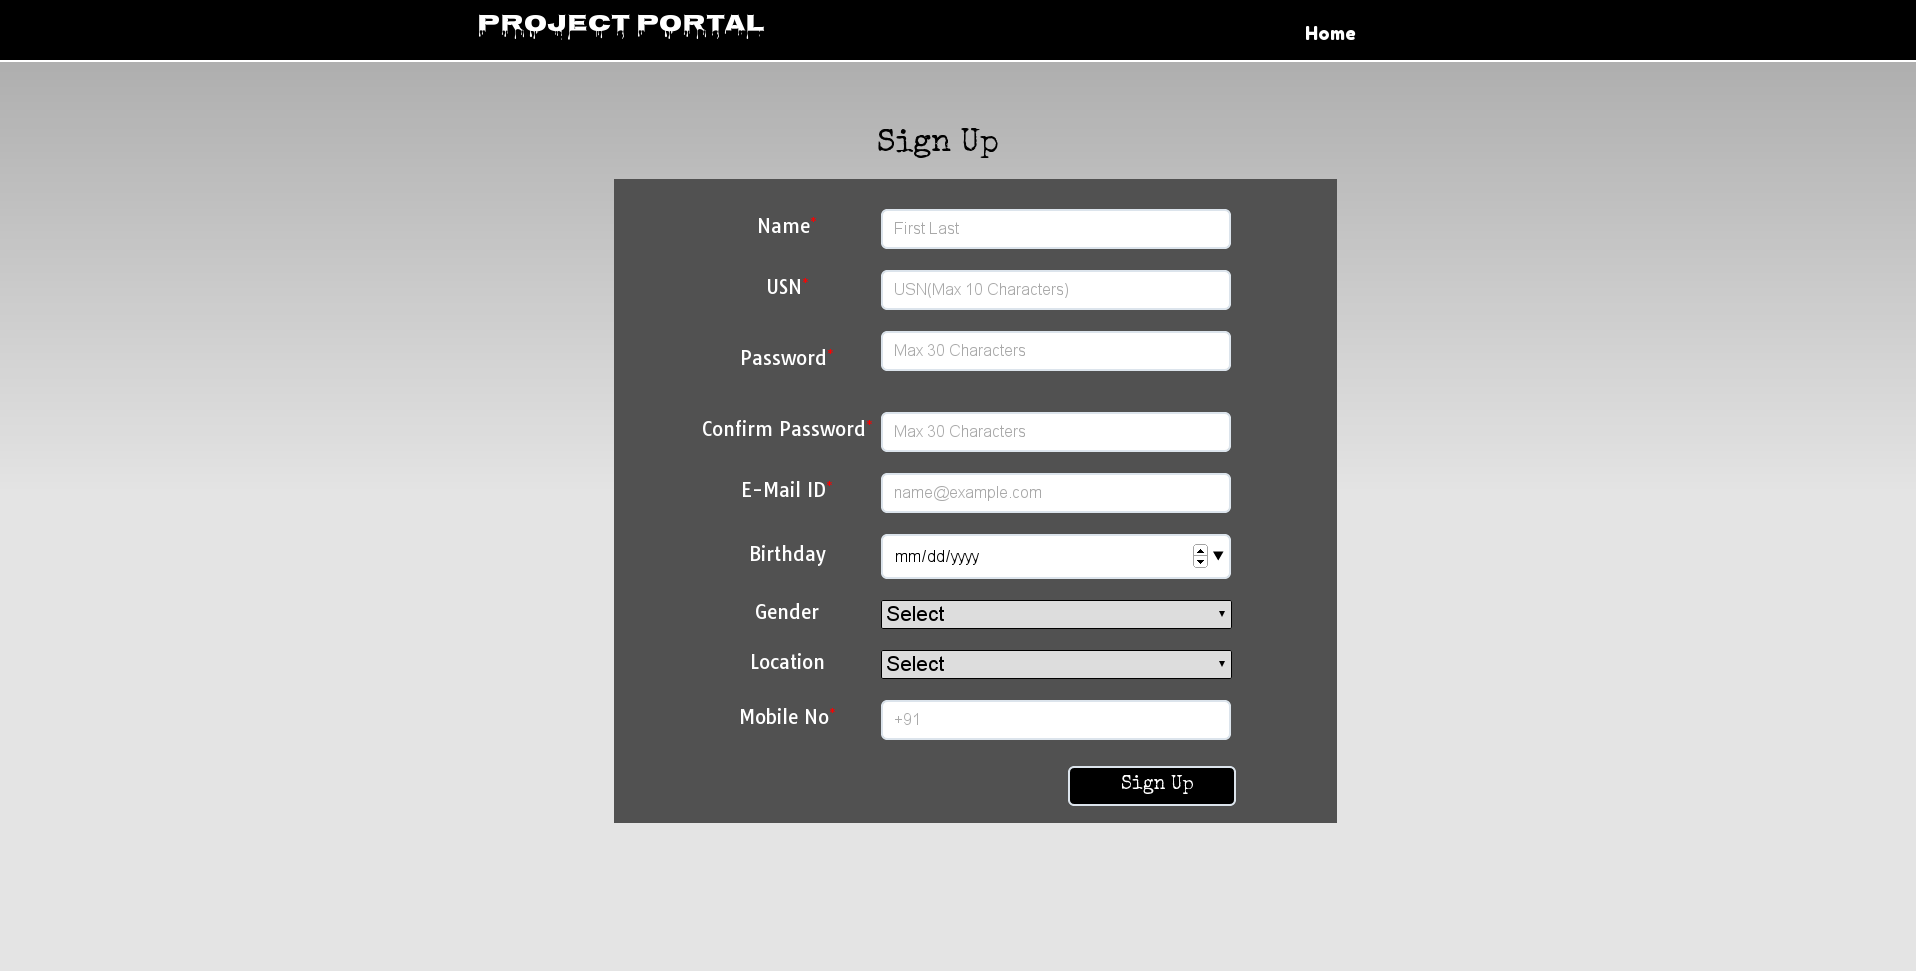 PROJECT PORTAL
Home
Sign Up
Name* First Last
USN* USN(Max 10 Characters)
Password* Max 30 Characters
Confirm Password* Max 30 Characters
E-Mail ID* name@example.com
Birthday mm/dd/yyyy
Gender Select
Location Select
Mobile No* +91
Sign Up